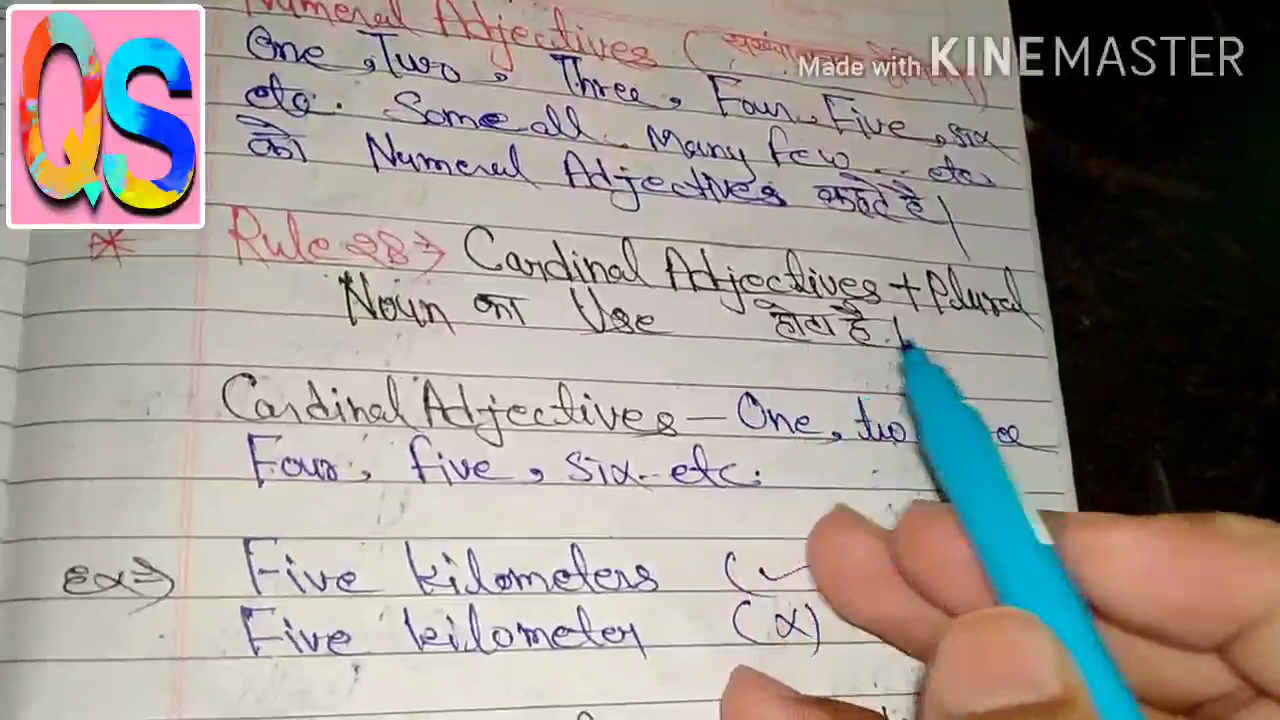 QS
Made with KINEMASTER
Numeral Adjectives (
One, Two, Three, Four, Five, six
etc. Some all.. Many few... etc.
को Numeral Adjectives कहते है।
* Rule 28⇒ Cardinal Adjectives + Plural
Noun का Use होता है.।
Cardinal Adjectives — One, two
Four, five, six.. etc.
Ex⇒ Five kilometers (✓
Five kilometer (x)